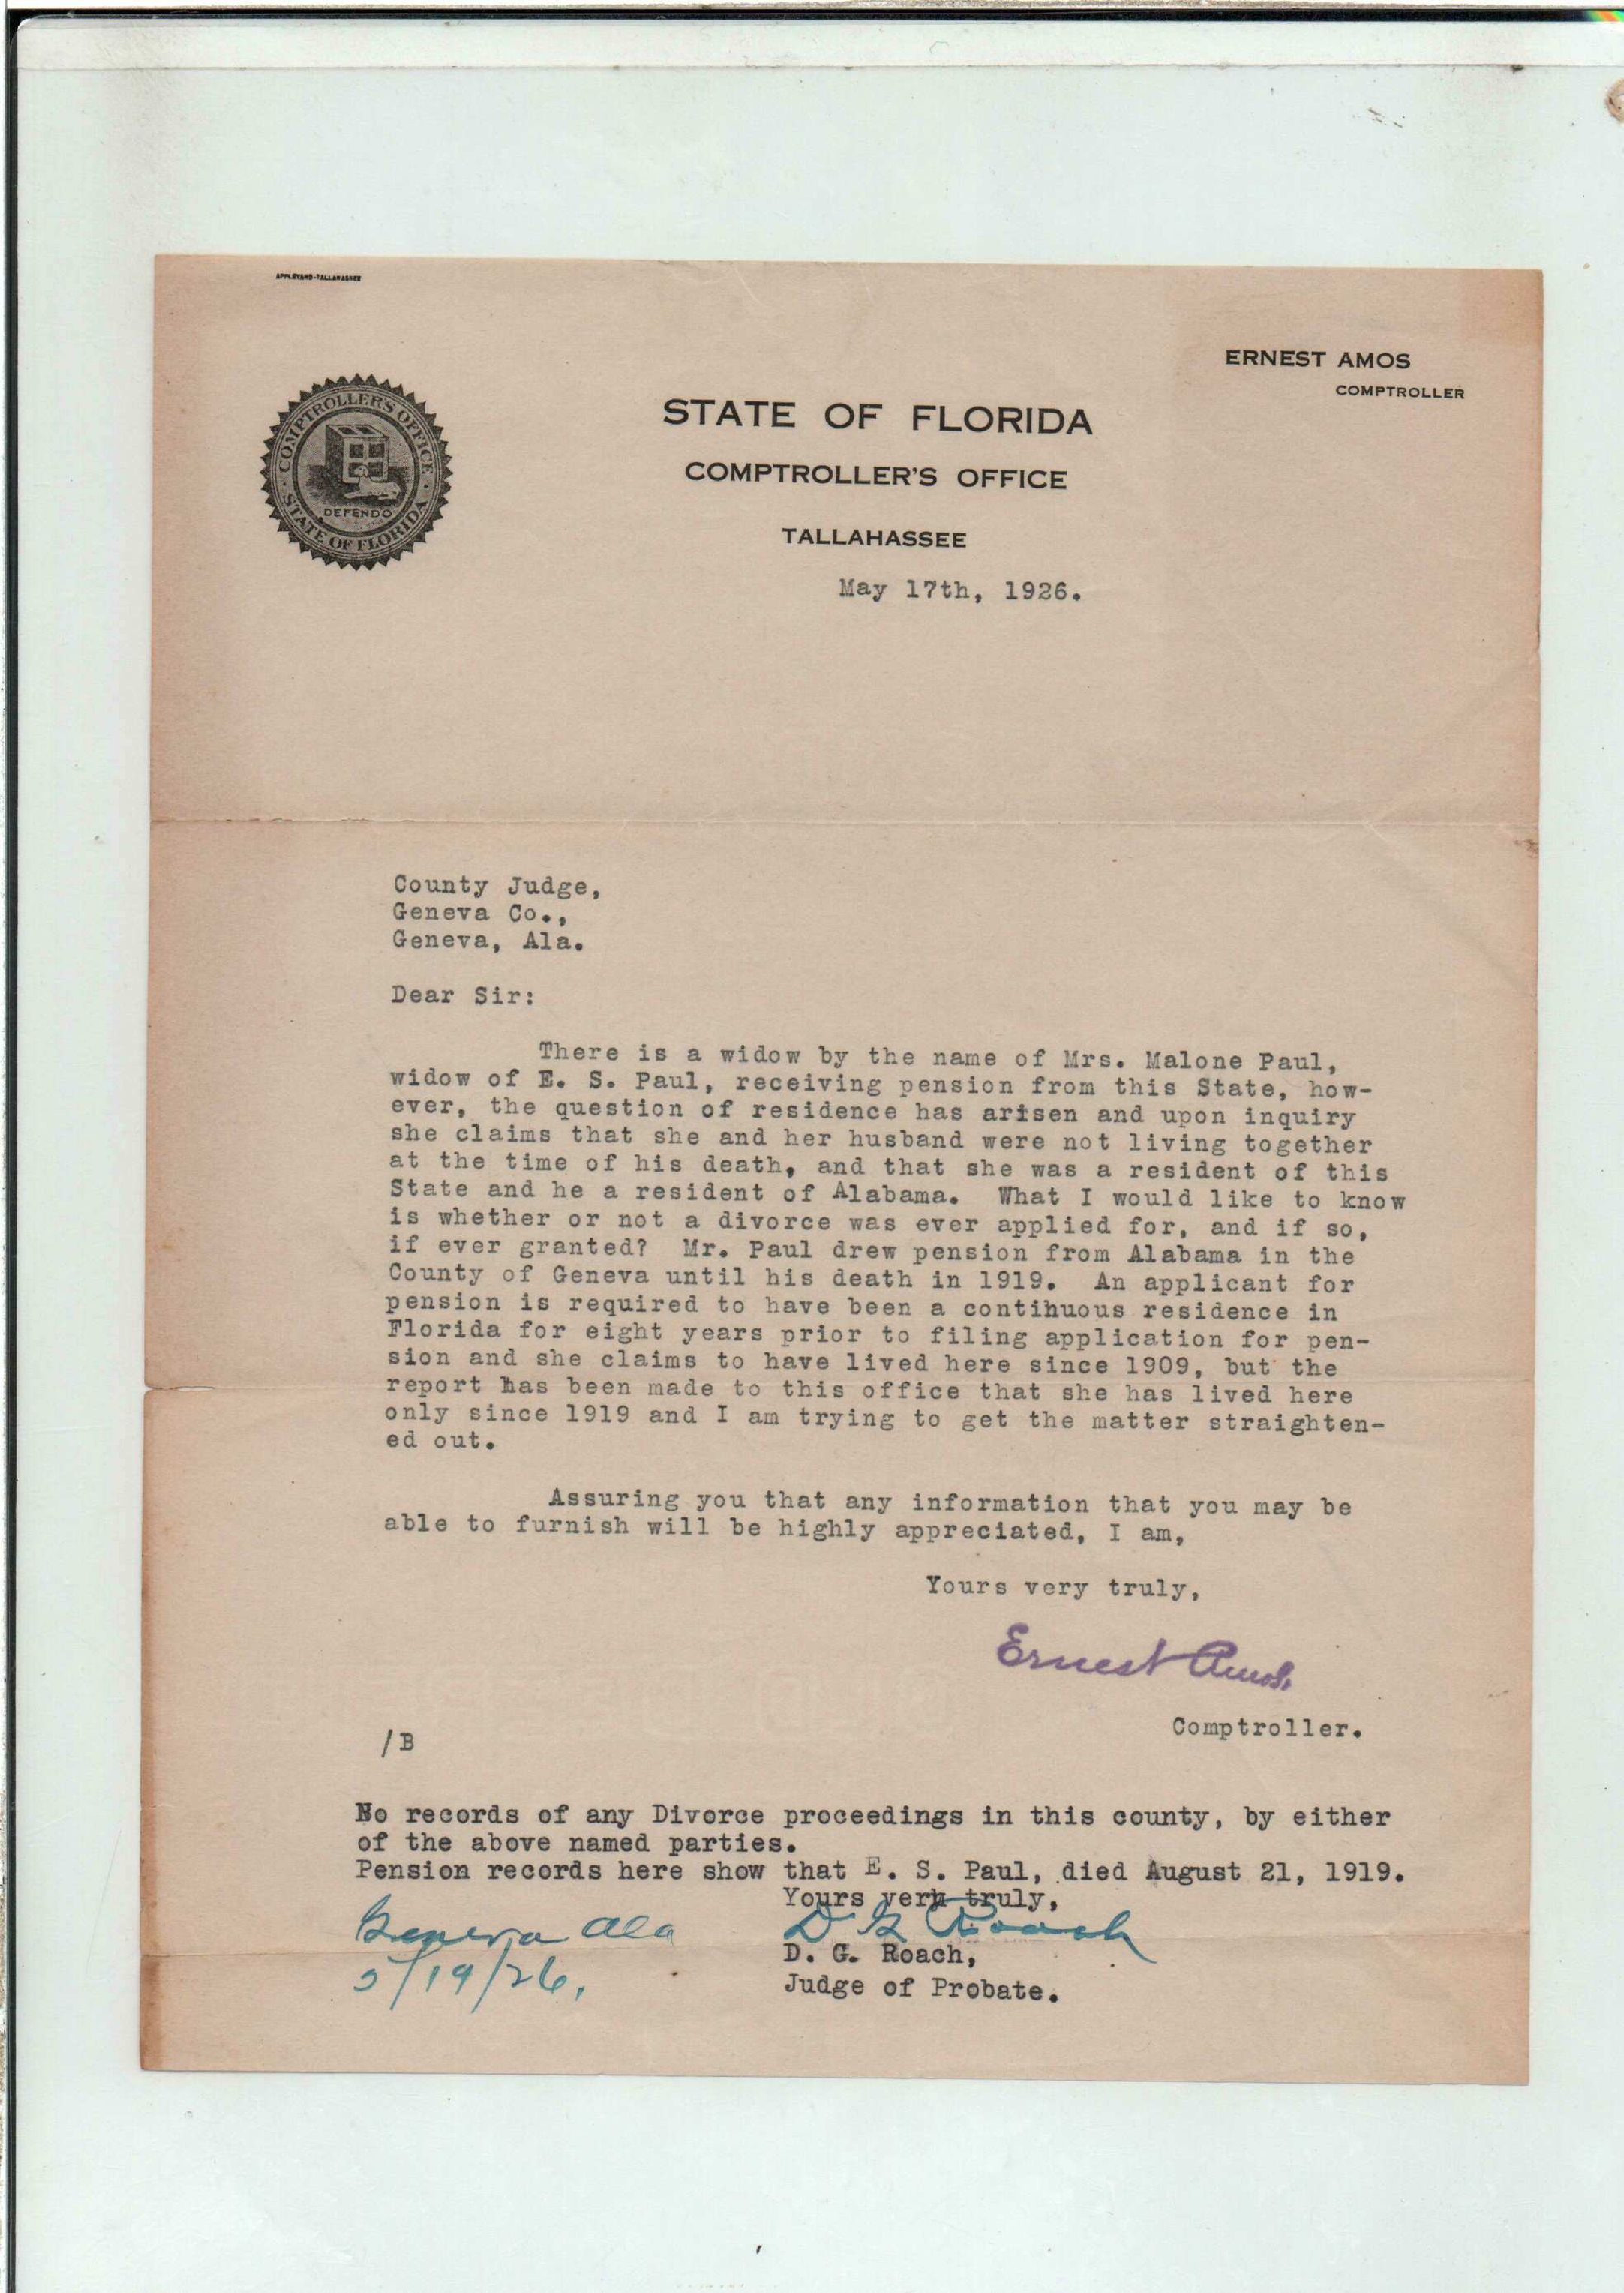 APPLEYARD-TALLAHASSEE
ERNEST AMOS
COMPTROLLER
COMPTROLLER'S OFFICE
STATE OF FLORIDA
DEFENDO
STATE OF FLORIDA
COMPTROLLER'S OFFICE
TALLAHASSEE
May 17th, 1926.
County Judge,
Geneva Co.,
Geneva, Ala.
Dear Sir:
There is a widow by the name of Mrs. Malone Paul,
widow of E. S. Paul, receiving pension from this State, how-
ever, the question of residence has arisen and upon inquiry
she claims that she and her husband were not living together
at the time of his death, and that she was a resident of this
State and he a resident of Alabama. What I would like to know
is whether or not a divorce was ever applied for, and if so,
if ever granted? Mr. Paul drew pension from Alabama in the
County of Geneva until his death in 1919. An applicant for
pension is required to have been a continuous residence in
Florida for eight years prior to filing application for pen-
sion and she claims to have lived here since 1909, but the
report has been made to this office that she has lived here
only since 1919 and I am trying to get the matter straighten-
ed out.
Assuring you that any information that you may be
able to furnish will be highly appreciated, I am,
Yours very truly,
Ernest Amos
Comptroller.
/B
No records of any Divorce proceedings in this county, by either
of the above named parties.
Pension records here show that E. S. Paul, died August 21, 1919.
Yours very truly,
Geneva Ala
D G Roach
D. G. Roach,
5/19/26.
Judge of Probate.